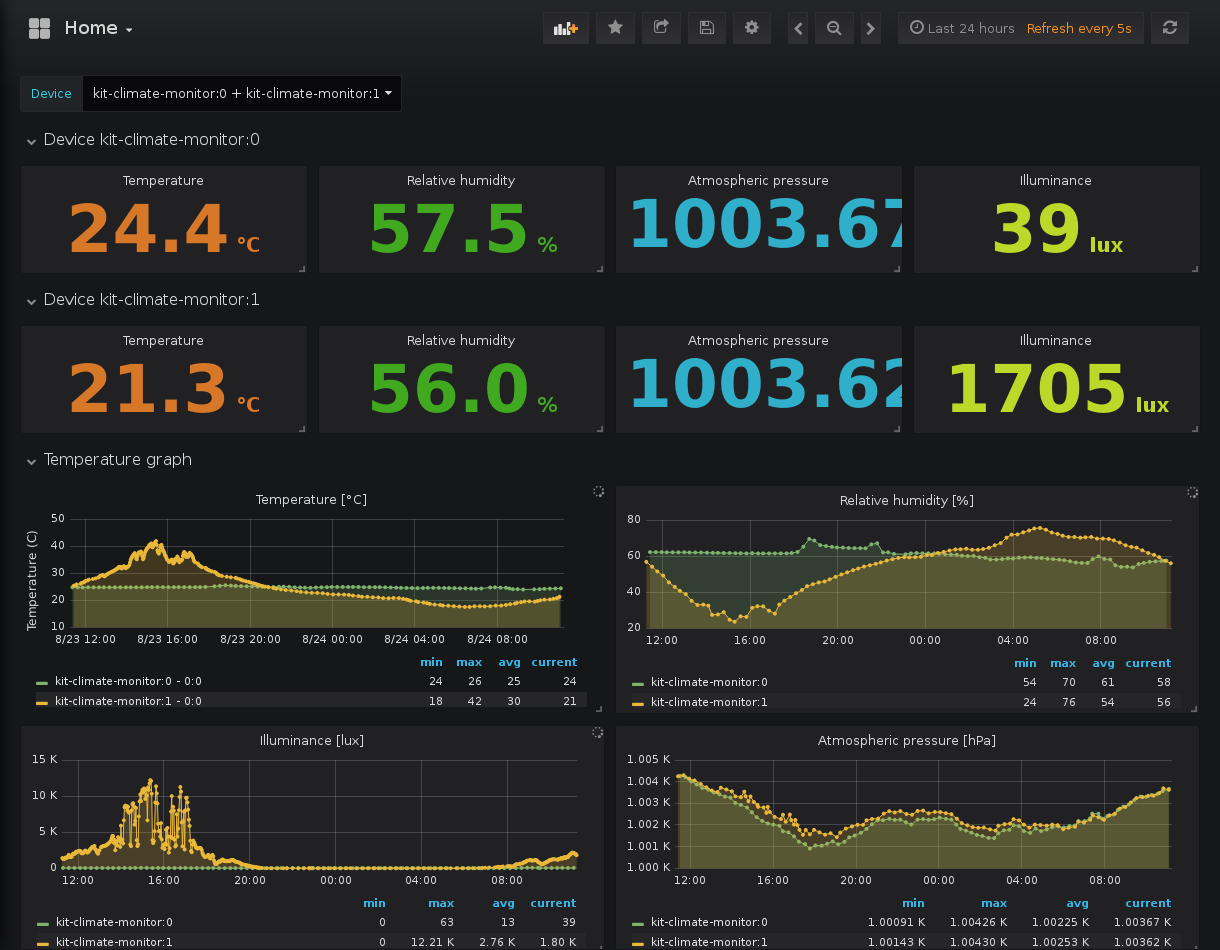 Home
Last 24 hours Refresh every 5s
Device kit-climate-monitor:0 + kit-climate-monitor:1
Device kit-climate-monitor:0
Temperature Relative humidity Atmospheric pressure Illuminance
24.4 °C 57.5 % 1003.67 39 lux
Device kit-climate-monitor:1
Temperature Relative humidity Atmospheric pressure Illuminance
21.3 °C 56.0 % 1003.62 1705 lux
Temperature graph
Temperature [°C]
Temperature (C)
50
40
30
20
10
8/23 12:00 8/23 16:00 8/23 20:00 8/24 00:00 8/24 04:00 8/24 08:00
min max avg current
kit-climate-monitor:0 - 0:0 24 26 25 24
kit-climate-monitor:1 - 0:0 18 42 30 21
Relative humidity [%]
80
60
40
20
12:00 16:00 20:00 00:00 04:00 08:00
min max avg current
kit-climate-monitor:0 54 70 61 58
kit-climate-monitor:1 24 76 54 56
Illuminance [lux]
15 K
10 K
5 K
0
12:00 16:00 20:00 00:00 04:00 08:00
min max avg current
kit-climate-monitor:0 0 63 13 39
kit-climate-monitor:1 0 12.21 K 2.76 K 1.80 K
Atmospheric pressure [hPa]
1.005 K
1.004 K
1.003 K
1.002 K
1.001 K
1.000 K
12:00 16:00 20:00 00:00 04:00 08:00
min max avg current
kit-climate-monitor:0 1.00091 K 1.00426 K 1.00225 K 1.00367 K
kit-climate-monitor:1 1.00143 K 1.00430 K 1.00253 K 1.00362 K